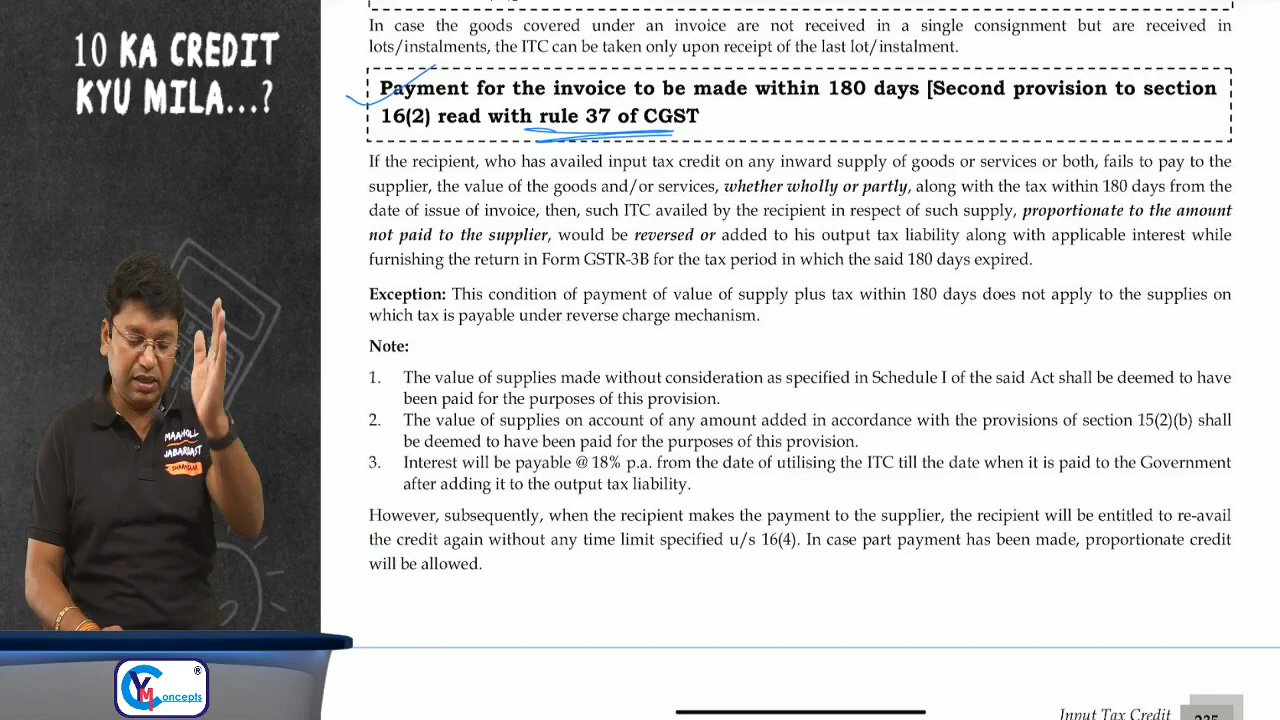 10 KA CREDIT
KYU MILA...?
In case the goods covered under an invoice are not received in a single consignment but are received in
lots/instalments, the ITC can be taken only upon receipt of the last lot/instalment.
Payment for the invoice to be made within 180 days [Second provision to section
16(2) read with rule 37 of CGST
If the recipient, who has availed input tax credit on any inward supply of goods or services or both, fails to pay to the
supplier, the value of the goods and/or services, whether wholly or partly, along with the tax within 180 days from the
date of issue of invoice, then, such ITC availed by the recipient in respect of such supply, proportionate to the amount
not paid to the supplier, would be reversed or added to his output tax liability along with applicable interest while
furnishing the return in Form GSTR-3B for the tax period in which the said 180 days expired.
Exception: This condition of payment of value of supply plus tax within 180 days does not apply to the supplies on
which tax is payable under reverse charge mechanism.
Note:
1. The value of supplies made without consideration as specified in Schedule I of the said Act shall be deemed to have
been paid for the purposes of this provision.
2. The value of supplies on account of any amount added in accordance with the provisions of section 15(2)(b) shall
be deemed to have been paid for the purposes of this provision.
3. Interest will be payable @ 18% p.a. from the date of utilising the ITC till the date when it is paid to the Government
after adding it to the output tax liability.
However, subsequently, when the recipient makes the payment to the supplier, the recipient will be entitled to re-avail
the credit again without any time limit specified u/s 16(4). In case part payment has been made, proportionate credit
will be allowed.
MAAHOLL
JABARDAST
CYM oncepts ®
Input Tax Credit